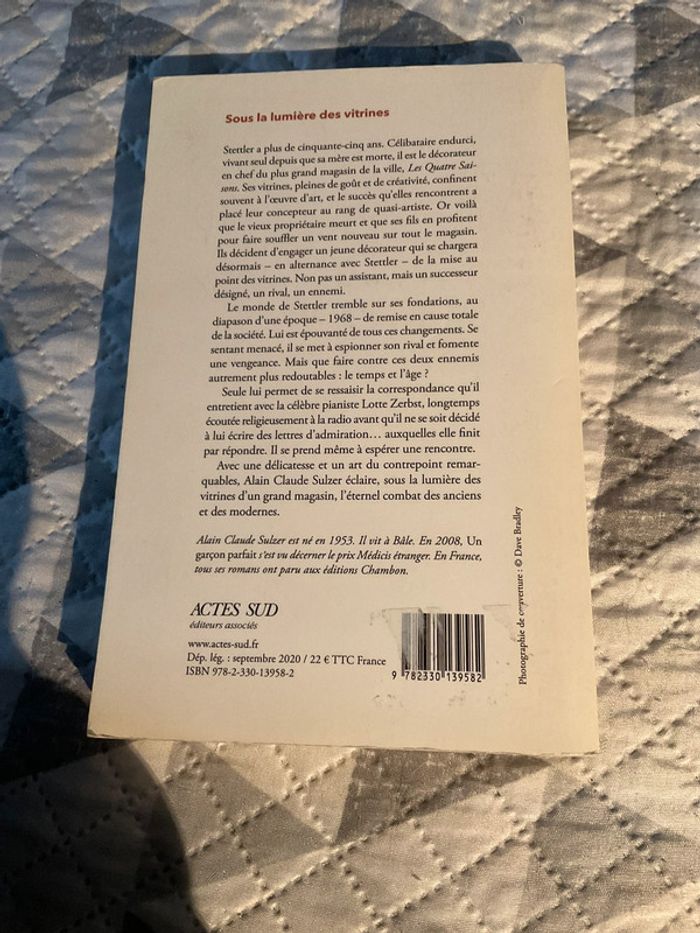 Sous la lumière des vitrines
Stettler a plus de cinquante-cinq ans. Célibataire endurci,
vivant seul depuis que sa mère est morte, il est le décorateur
en chef du plus grand magasin de la ville, Les Quatre Sai-
sons. Ses vitrines, pleines de goût et de créativité, confinent
souvent à l'œuvre d'art, et le succès qu'elles rencontrent a
placé leur concepteur au rang de quasi-artiste. Or voilà
que le vieux propriétaire meurt et que ses fils en profitent
pour faire souffler un vent nouveau sur tout le magasin.
Ils décident d'engager un jeune décorateur qui se chargera
désormais – en alternance avec Stettler – de la mise au
point des vitrines. Non pas un assistant, mais un successeur
désigné, un rival, un ennemi.
Le monde de Stettler tremble sur ses fondations, au
diapason d'une époque – 1968 – de remise en cause totale
de la société. Lui est épouvanté de tous ces changements. Se
sentant menacé, il se met à espionner son rival et fomente
une vengeance. Mais que faire contre ces deux ennemis
autrement plus redoutables : le temps et l'âge ?
Seule lui permet de se ressaisir la correspondance qu'il
entretient avec la célèbre pianiste Lotte Zerbst, longtemps
écoutée religieusement à la radio avant qu'il ne se soit décidé
à lui écrire des lettres d'admiration… auxquelles elle finit
par répondre. Il se prend même à espérer une rencontre.
Avec une délicatesse et un art du contrepoint remar-
quables, Alain Claude Sulzer éclaire, sous la lumière des
vitrines d'un grand magasin, l'éternel combat des anciens
et des modernes.
Alain Claude Sulzer est né en 1953. Il vit à Bâle. En 2008, Un
garçon parfait s'est vu décerner le prix Médicis étranger. En France,
tous ses romans ont paru aux éditions Chambon.
ACTES SUD
éditeurs associés
www.actes-sud.fr
Dép. lég. : septembre 2020 / 22 € TTC France
ISBN 978-2-330-13958-2
9 782330 139582
Photographie de couverture : © Dave Bradley